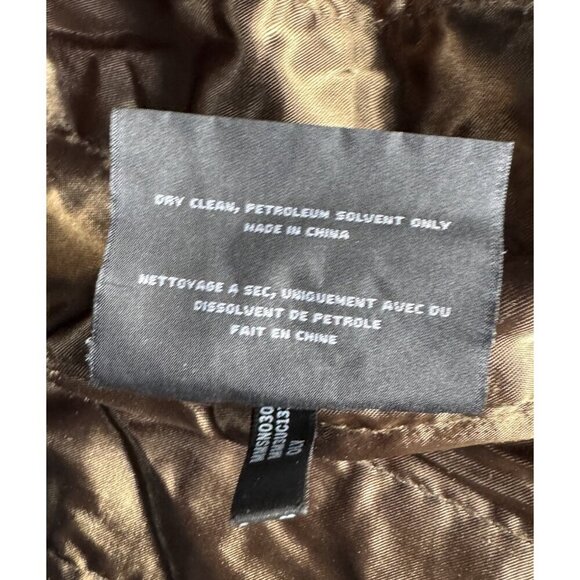 DRY CLEAN, PETROLEUM SOLVENT ONLY
MADE IN CHINA
NETTOYAGE A SEC, UNIQUEMENT AVEC DU
DISSOLVENT DE PETROLE
FAIT EN CHINE
OLV